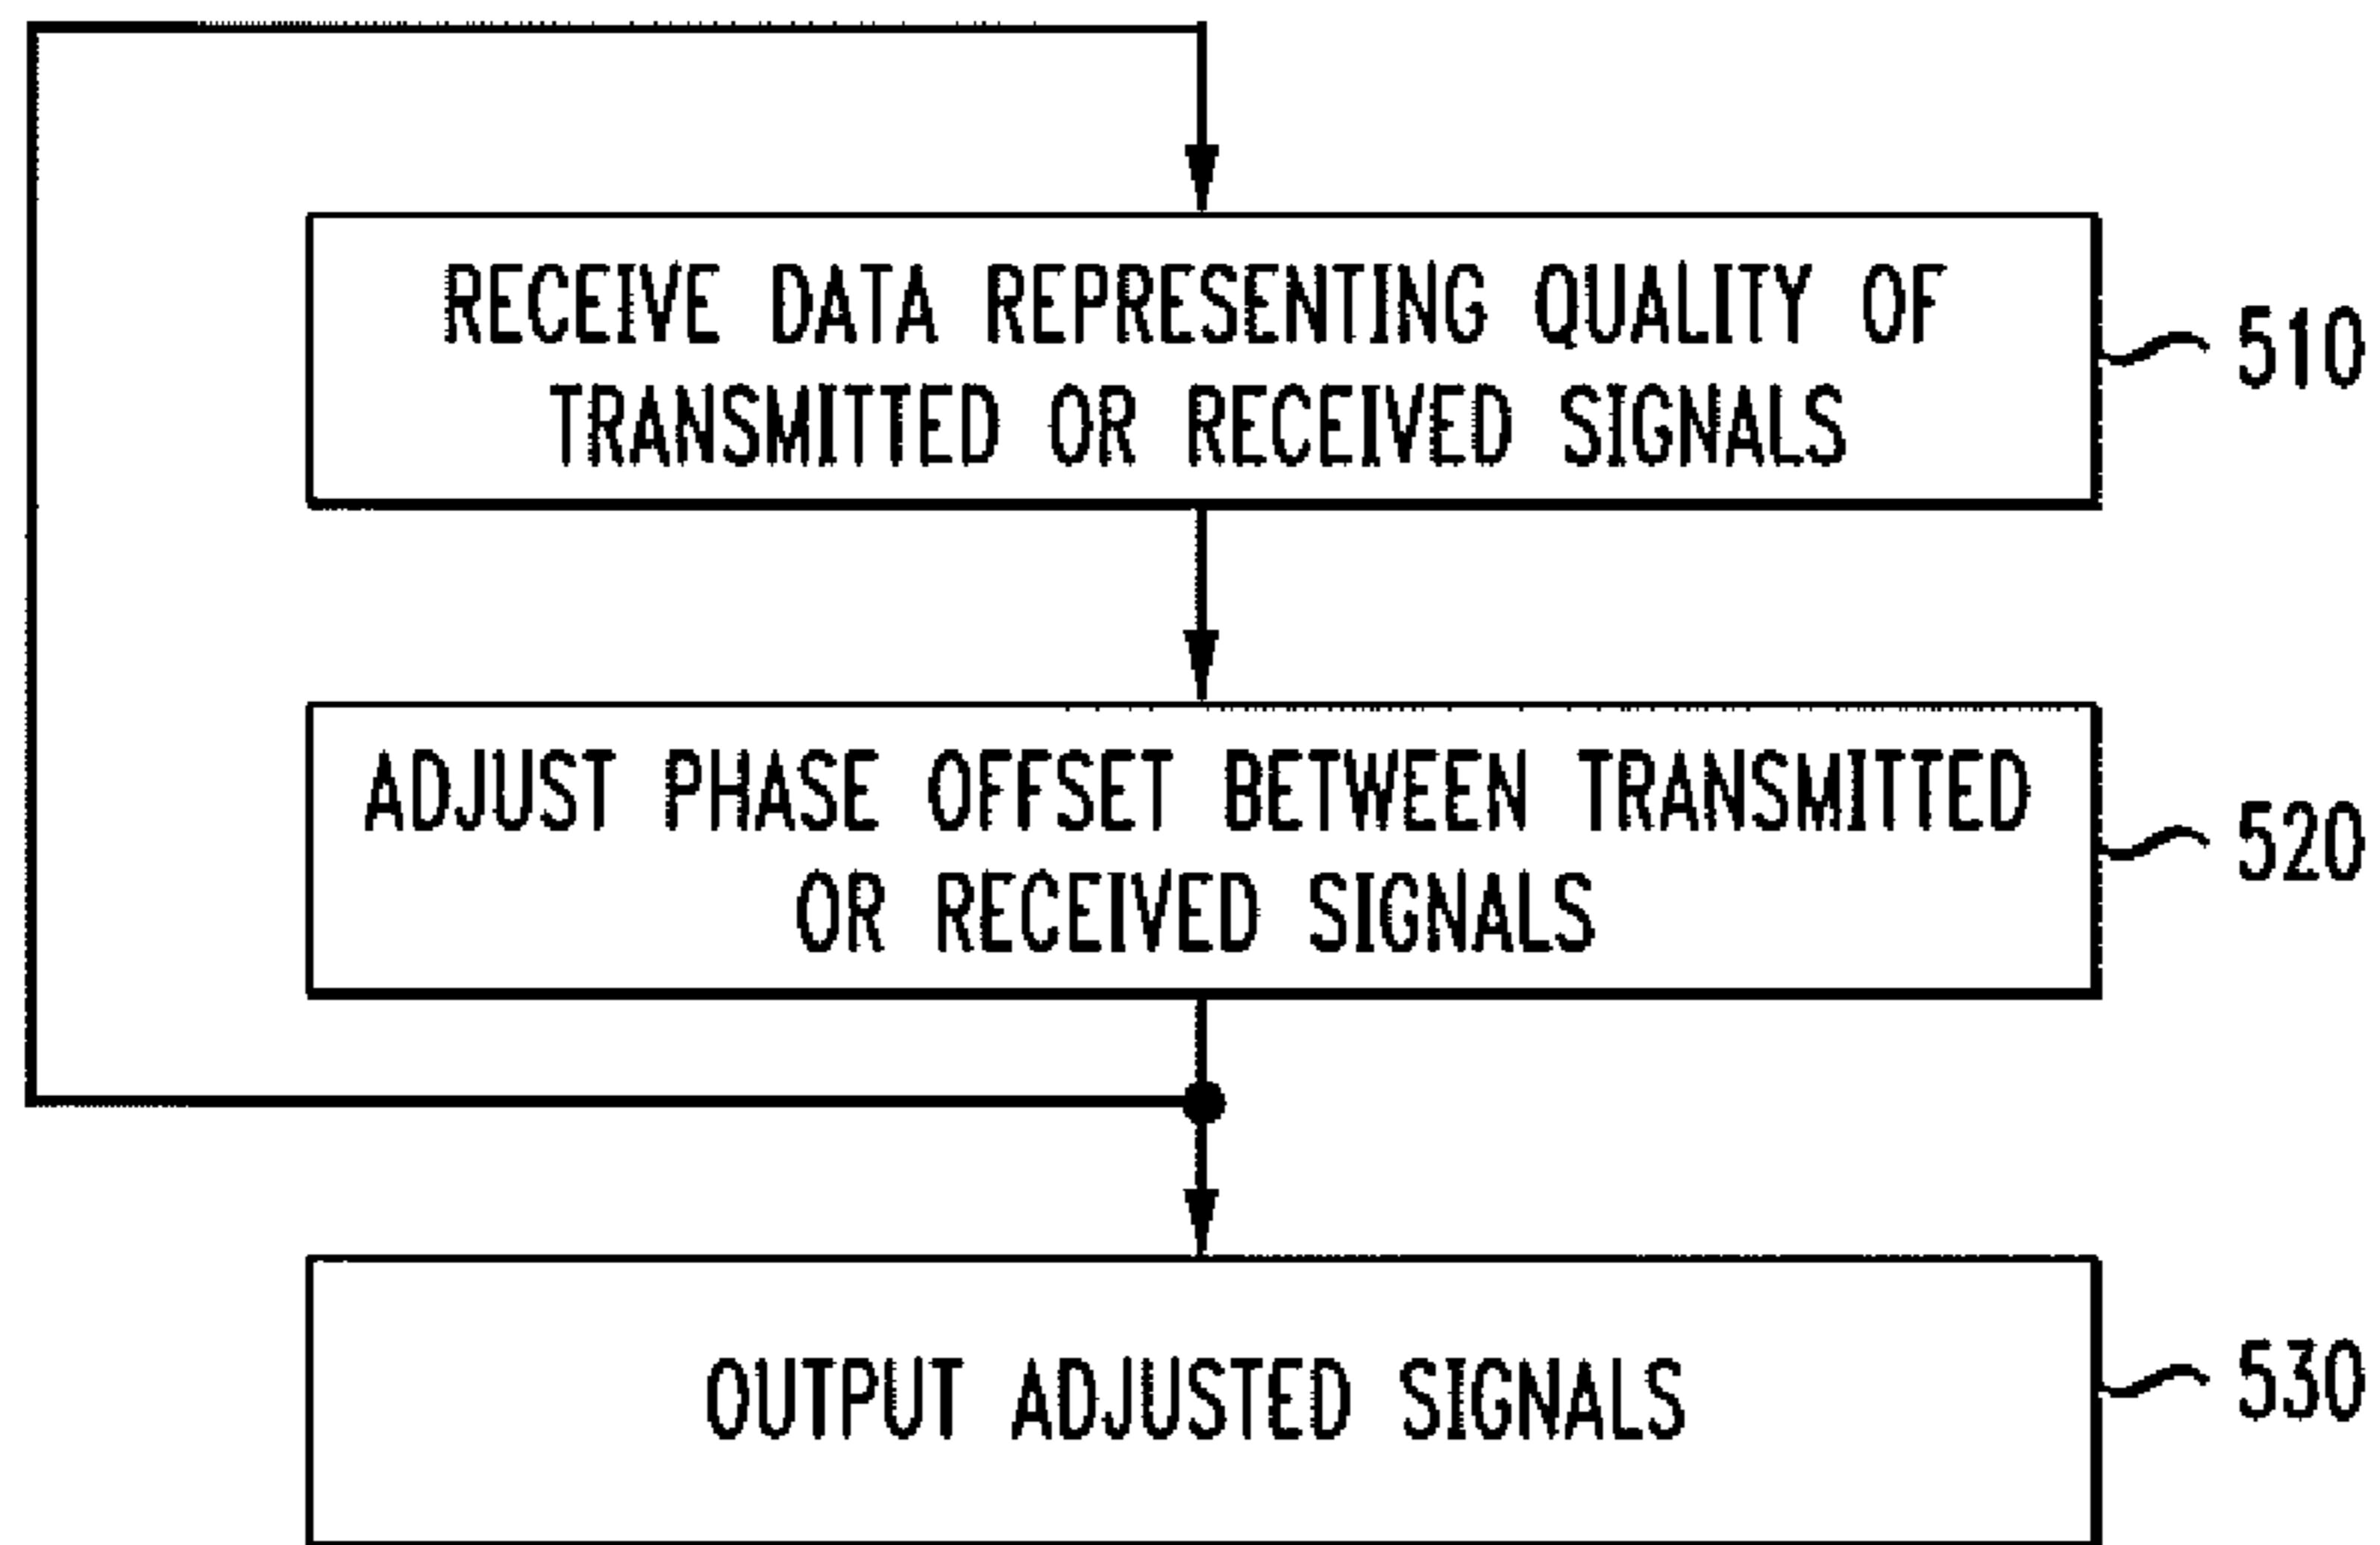 RECEIVE DATA REPRESENTING QUALITY OF
TRANSMITTED OR RECEIVED SIGNALS
510
ADJUST PHASE OFFSET BETWEEN TRANSMITTED
OR RECEIVED SIGNALS
520
OUTPUT ADJUSTED SIGNALS
530